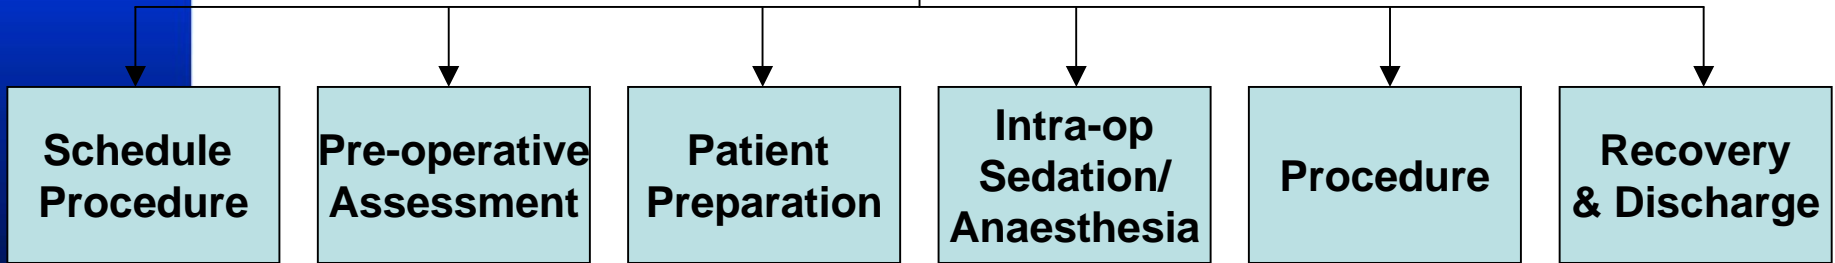 Schedule
Procedure
Pre-operative
Assessment
Patient
Preparation
Intra-op
Sedation/
Anaesthesia
Procedure
Recovery
& Discharge